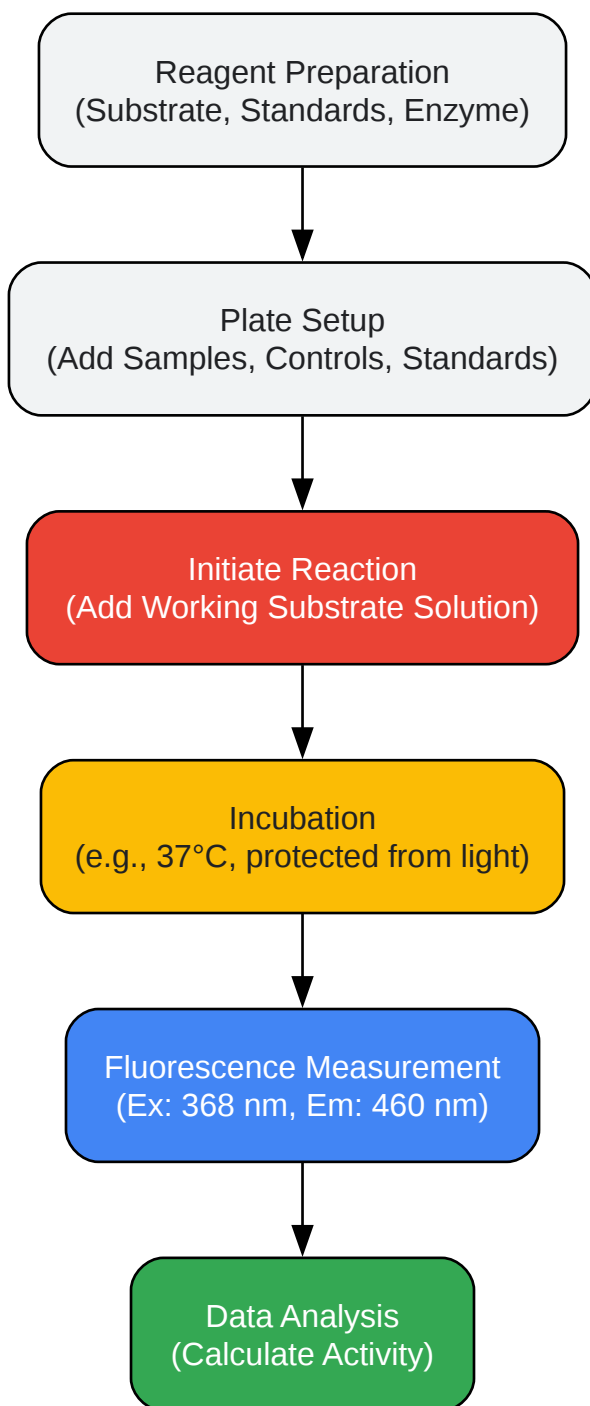 Reagent Preparation
(Substrate, Standards, Enzyme)
Plate Setup
(Add Samples, Controls, Standards)
Initiate Reaction
(Add Working Substrate Solution)
Incubation
(e.g., 37°C, protected from light)
Fluorescence Measurement
(Ex: 368 nm, Em: 460 nm)
Data Analysis
(Calculate Activity)